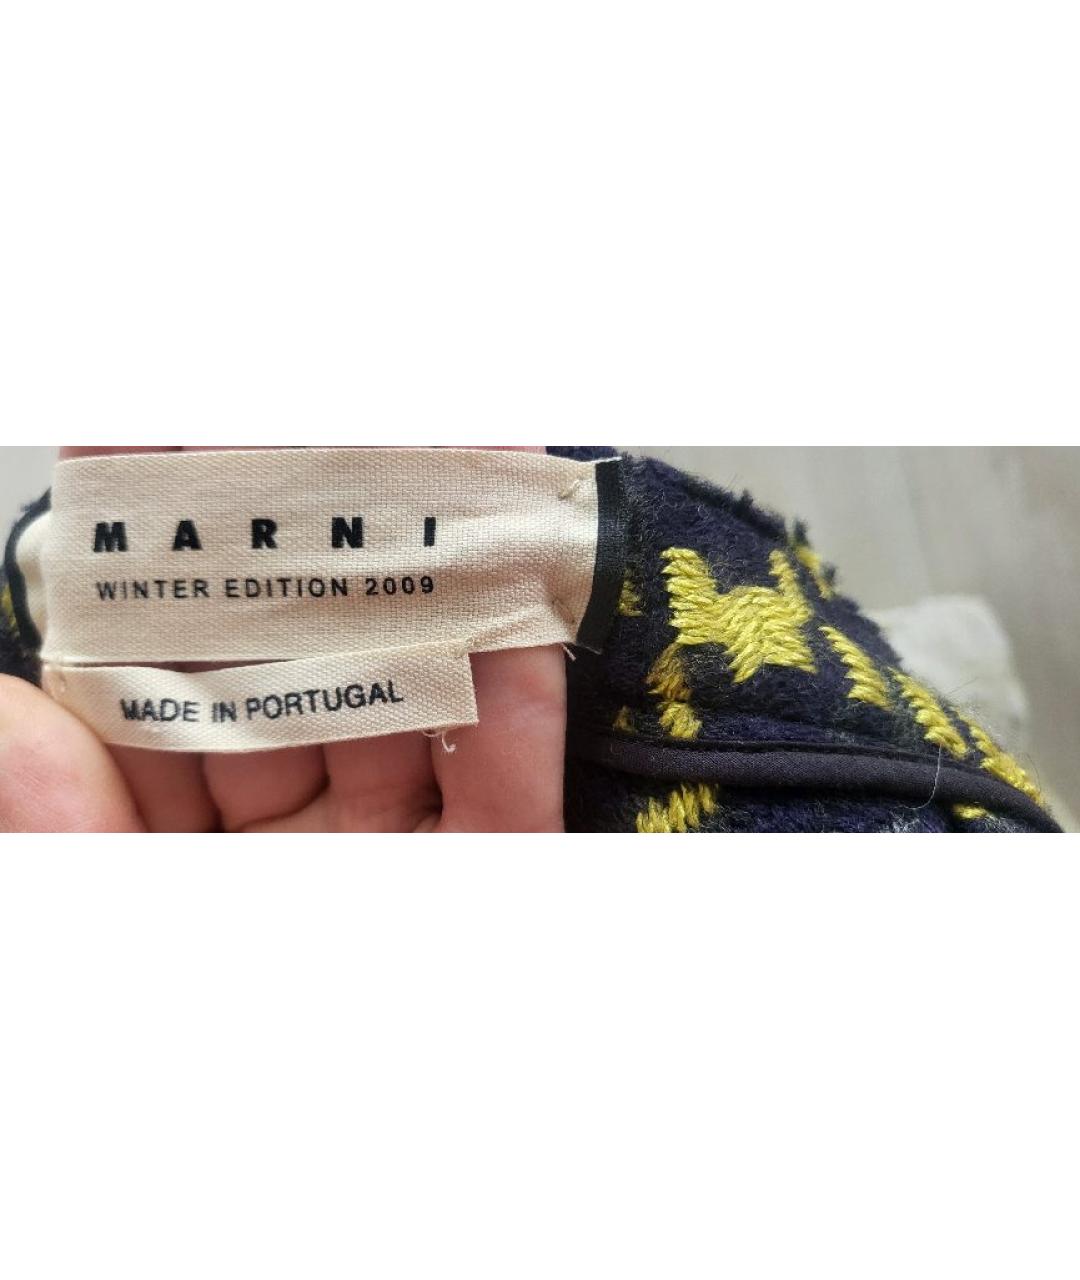 MARNI
WINTER EDITION 2009
MADE IN PORTUGAL